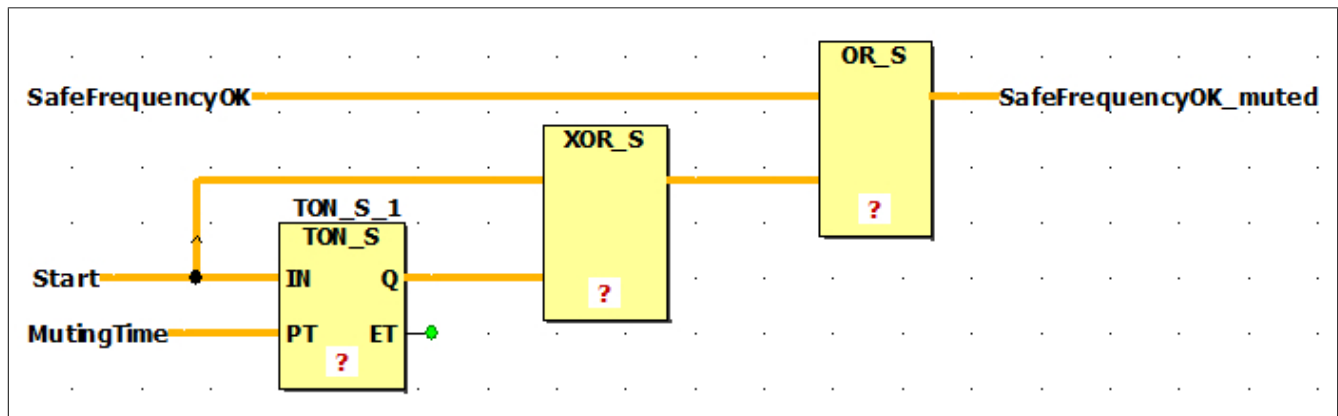 OR_S
SafeFrequencyOK
SafeFrequencyOK_muted
XOR_S
?
TON_S_1
TON_S
Start
IN
Q
?
MutingTime
PT
ET
?